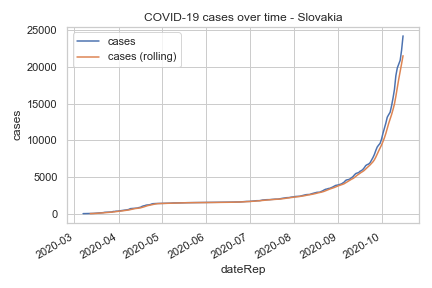 COVID-19 cases over time - Slovakia
cases
cases (rolling)
25000
20000
15000
10000
5000
0
cases
2020-03
2020-04
2020-05
2020-06
2020-07
2020-08
2020-09
2020-10
dateRep